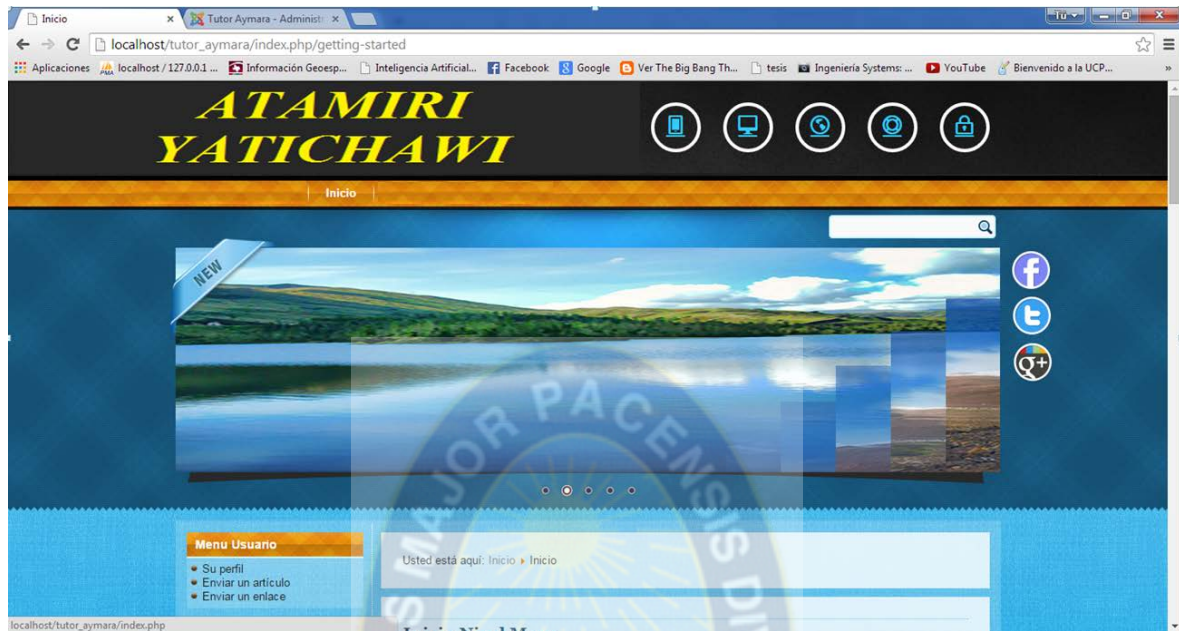 Inicio
Tutor Aymara - Administr
Tú
localhost/tutor_aymara/index.php/getting-started
Aplicaciones localhost / 127.0.0.1 ... Información Geoesp... Inteligencia Artificial... Facebook Google Ver The Big Bang Th... tesis Ingeniería Systems: ... YouTube Bienvenido a la UCP... »
ATAMIRI
YATICHAWI
Inicio
NEW
Menu Usuario
Su perfil
Enviar un artículo
Enviar un enlace
Usted está aquí: Inicio Inicio
MAJOR PACENSIS
localhost/tutor_aymara/index.php